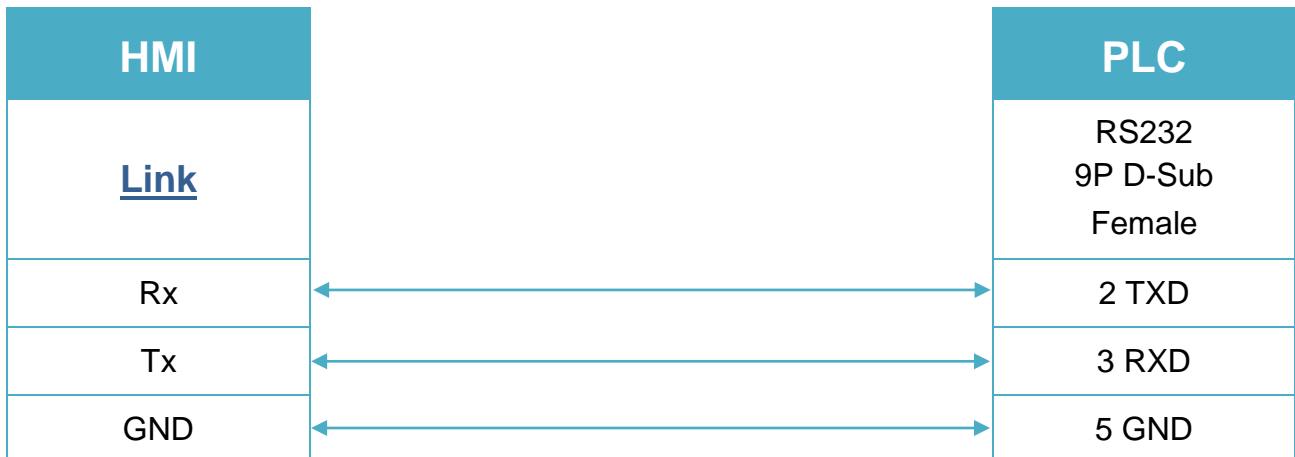 HMI
PLC
Link
RS232
9P D-Sub
Female
Rx
2 TXD
Tx
3 RXD
GND
5 GND